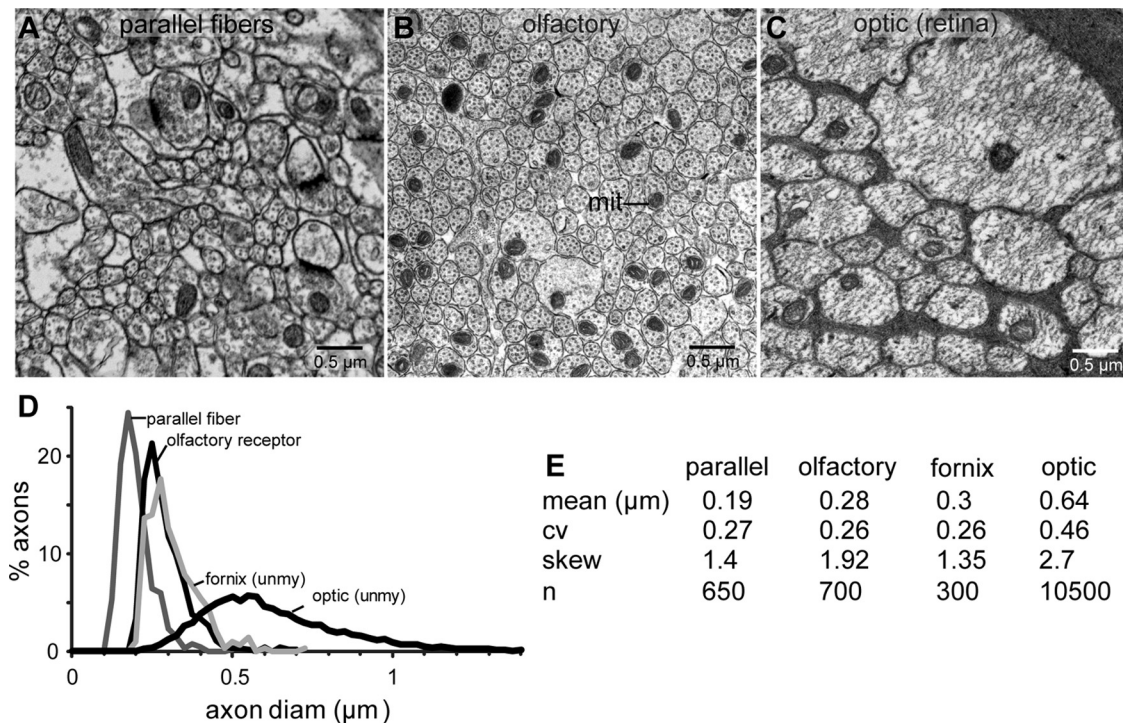 A parallel fibers
0.5 µm
B olfactory
mit
0.5 µm
C optic (retina)
0.5 µm
D
parallel fiber
olfactory receptor
fornix (unmy)
optic (unmy)
% axons
20
10
0
0 0.5 1
axon diam (µm)
E parallel olfactory fornix optic
mean (µm) 0.19 0.28 0.3 0.64
cv 0.27 0.26 0.26 0.46
skew 1.4 1.92 1.35 2.7
n 650 700 300 10500